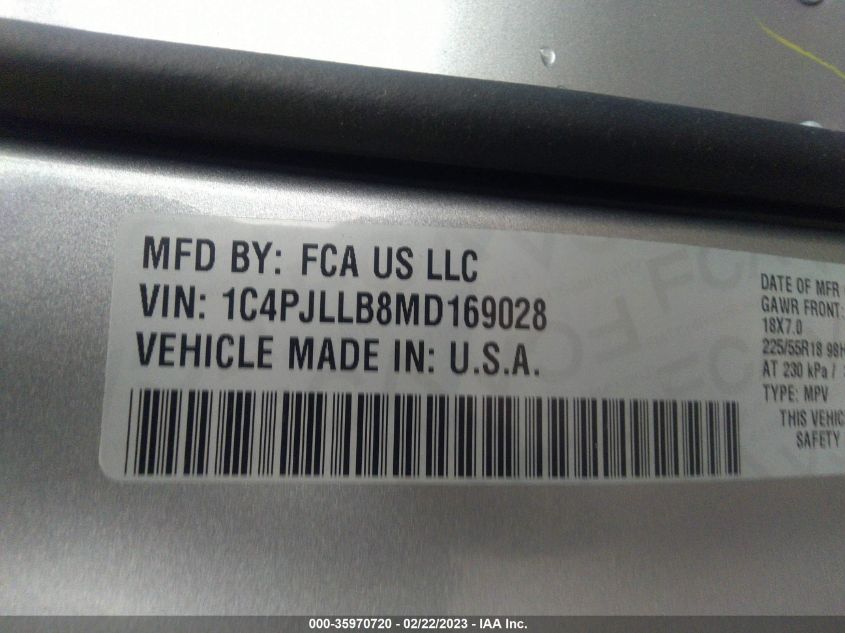 MFD BY: FCA US LLC
VIN: 1C4PJLLB8MD169028
VEHICLE MADE IN: U.S.A.
DATE OF MFR
GAWR FRONT:
18X7.0
225/55R18 98H
AT 230 kPa /
TYPE: MPV
THIS VEHIC
SAFETY
000-35970720 - 02/22/2023 - IAA Inc.